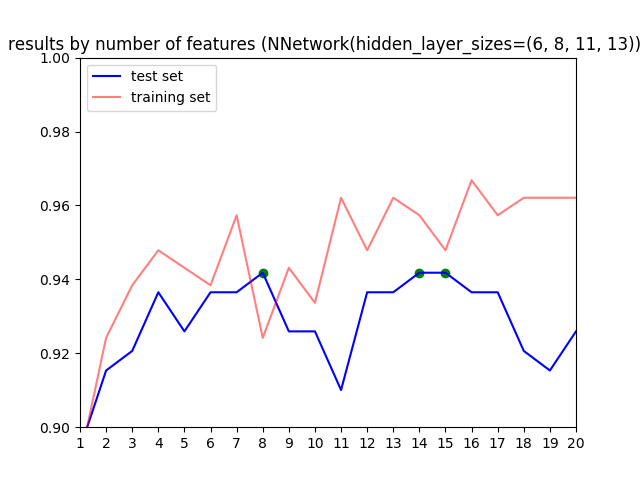 results by number of features (NNetwork(hidden_layer_sizes=(6, 8, 11, 13))
1.00
test set
training set
0.98
0.96
0.94
0.92
0.90
1 2 3 4 5 6 7 8 9 10 11 12 13 14 15 16 17 18 19 20